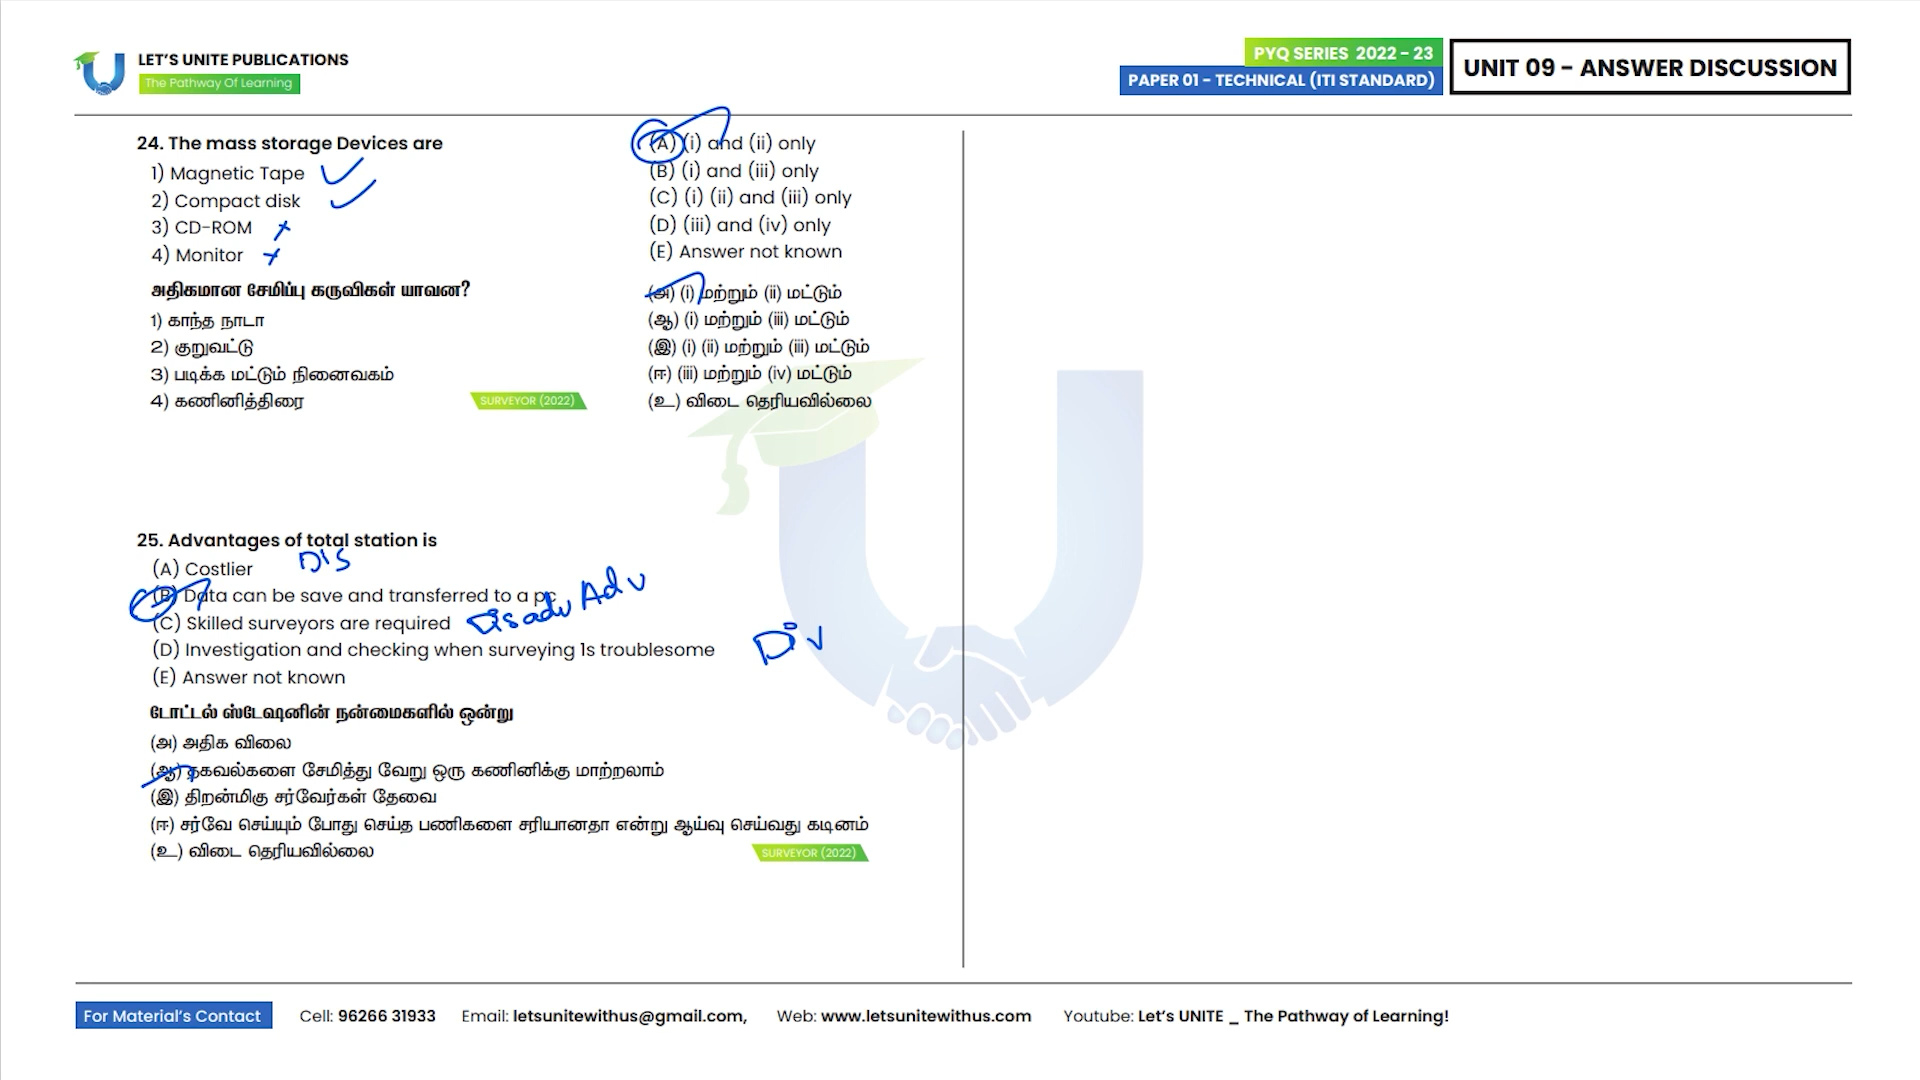 LET'S UNITE PUBLICATIONS
The Pathway Of Learning
PYQ SERIES 2022 - 23
PAPER 01 - TECHNICAL (ITI STANDARD)
UNIT 09 - ANSWER DISCUSSION
24. The mass storage Devices are
1) Magnetic Tape
2) Compact disk
3) CD-ROM
4) Monitor
அதிகமான சேமிப்பு கருவிகள் யாவன?
1) காந்த நாடா
2) குறுவட்டு
3) படிக்க மட்டும் நினைவகம்
4) கணினித்திரை
SURVEYOR (2022)
(A) (i) and (ii) only
(B) (i) and (iii) only
(C) (i) (ii) and (iii) only
(D) (iii) and (iv) only
(E) Answer not known
(அ) (i) மற்றும் (ii) மட்டும்
(ஆ) (i) மற்றும் (iii) மட்டும்
(இ) (i) (ii) மற்றும் (iii) மட்டும்
(ஈ) (iii) மற்றும் (iv) மட்டும்
(உ) விடை தெரியவில்லை
25. Advantages of total station is
(A) Costlier DIS
(B) Data can be save and transferred to a pc Adv
(C) Skilled surveyors are required Disadv
(D) Investigation and checking when surveying 1s troublesome
(E) Answer not known
டோட்டல் ஸ்டேஷனின் நன்மைகளில் ஒன்று
(அ) அதிக விலை
(ஆ) தகவல்களை சேமித்து வேறு ஒரு கணினிக்கு மாற்றலாம்
(இ) திறன்மிகு சர்வேர்கள் தேவை
(ஈ) சர்வே செய்யும் போது செய்த பணிகளை சரியானதா என்று ஆய்வு செய்வது கடினம்
(உ) விடை தெரியவில்லை
SURVEYOR (2022)
For Material's Contact Cell: 96266 31933 Email: letsunitewithus@gmail.com, Web: www.letsunitewithus.com Youtube: Let's UNITE _ The Pathway of Learning!